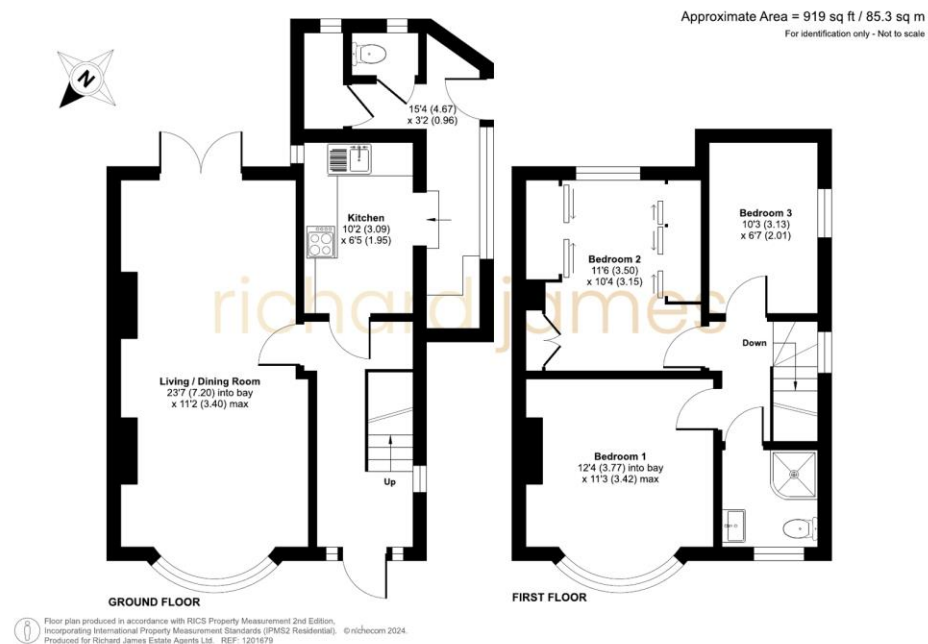 Approximate Area = 919 sq ft / 85.3 sq m
For identification only - Not to scale
N
15'4 (4.67)
x 3'2 (0.96)
Kitchen
10'2 (3.09)
x 6'5 (1.95)
Living / Dining Room
23'7 (7.20) into bay
x 11'2 (3.40) max
Up
GROUND FLOOR
Bedroom 3
10'3 (3.13)
x 6'7 (2.01)
Bedroom 2
11'6 (3.50)
x 10'4 (3.15)
Down
Bedroom 1
12'4 (3.77) into bay
x 11'3 (3.42) max
FIRST FLOOR
richard james
Floor plan produced in accordance with RICS Property Measurement 2nd Edition,
Incorporating International Property Measurement Standards (IPMS2 Residential). © nichecom 2024.
Produced for Richard James Estate Agents Ltd. REF: 1201679